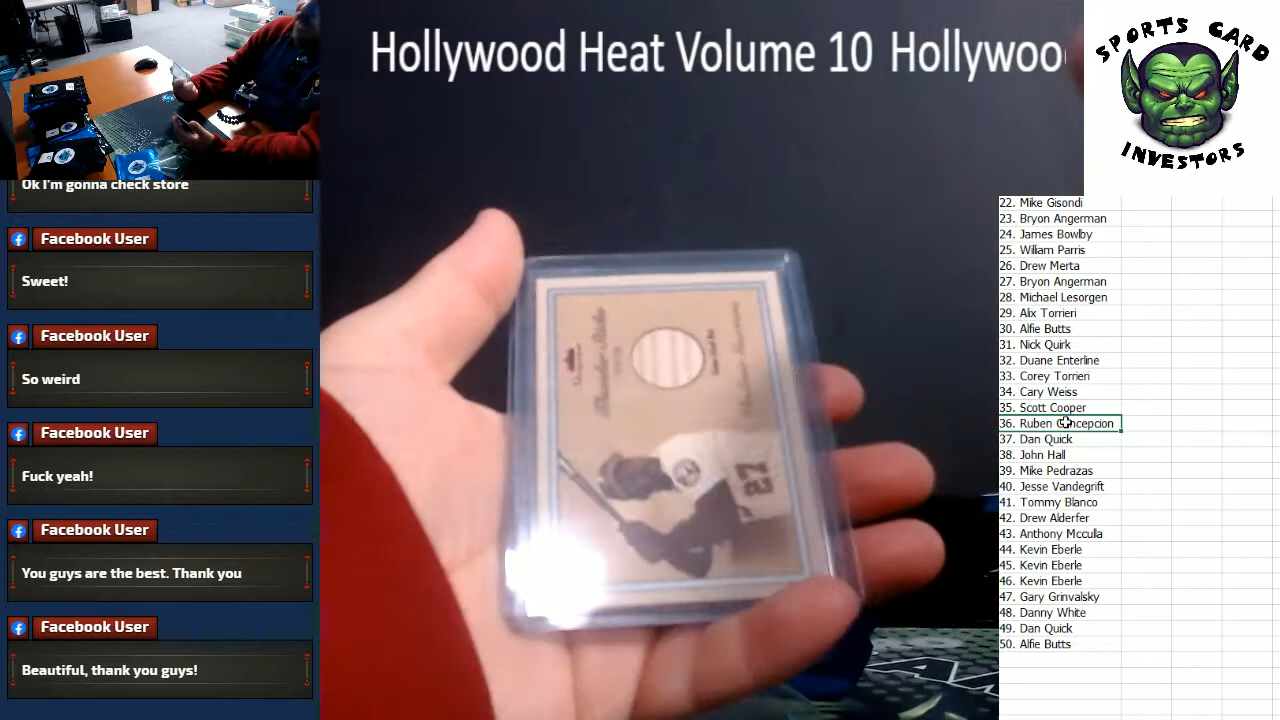 Hollywood Heat Volume 10 Hollywoo
SPORTS CARD
INVESTORS
Ok I'm gonna check store
Facebook User
Sweet!
Facebook User
So weird
Facebook User
Fuck yeah!
Facebook User
You guys are the best. Thank you
Facebook User
Beautiful, thank you guys!
27
22. Mike Gisondi
23. Bryon Angerman
24. James Bowlby
25. Wiliam Parris
26. Drew Merta
27. Bryon Angerman
28. Michael Lesorgen
29. Alix Torrieri
30. Alfie Butts
31. Nick Quirk
32. Duane Enterline
33. Corey Torrieri
34. Cary Weiss
35. Scott Cooper
36. Ruben Concepcion
37. Dan Quick
38. John Hall
39. Mike Pedrazas
40. Jesse Vandegrift
41. Tommy Blanco
42. Drew Alderfer
43. Anthony Mcculla
44. Kevin Eberle
45. Kevin Eberle
46. Kevin Eberle
47. Gary Grinvalsky
48. Danny White
49. Dan Quick
50. Alfie Butts